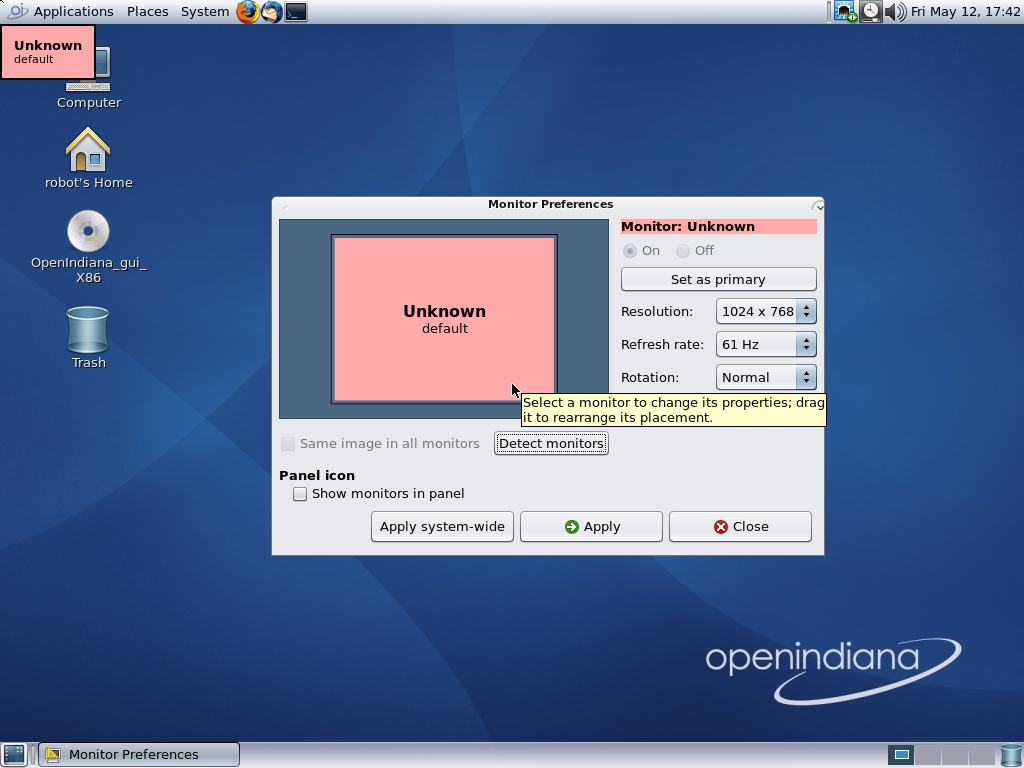 Applications Places System Fri May 12, 17:42
Unknown
default
Computer
robot's Home
OpenIndiana_gui_
X86
Trash
Monitor Preferences
Unknown
default
Monitor: Unknown
On Off
Set as primary
Resolution: 1024 x 768
Refresh rate: 61 Hz
Rotation: Normal
Select a monitor to change its properties; drag
it to rearrange its placement.
Same image in all monitors Detect monitors
Panel icon
Show monitors in panel
Apply system-wide Apply Close
openindiana
Monitor Preferences